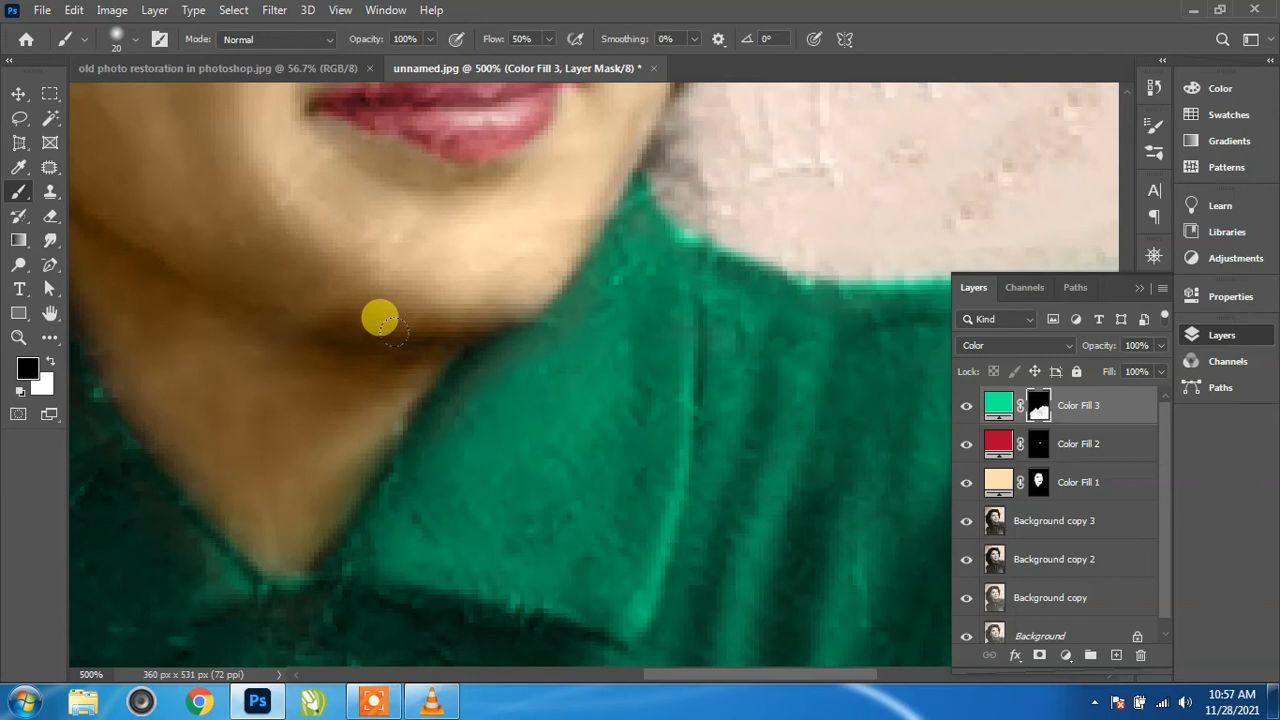 Ps File Edit Image Layer Type Select Filter 3D View Window Help
20 Mode: Normal Opacity: 100% Flow: 50% Smoothing: 0% 0°
old photo restoration in photoshop.jpg @ 56.7% (RGB/8) × unnamed.jpg @ 500% (Color Fill 3, Layer Mask/8) * ×
Color
Swatches
Gradients
Patterns
Learn
Libraries
Adjustments
Properties
Layers
Channels
Paths
Layers Channels Paths
Kind
Color Opacity: 100%
Lock: Fill: 100%
Color Fill 3
Color Fill 2
Color Fill 1
Background copy 3
Background copy 2
Background copy
Background
fx
500% 360 px x 531 px (72 ppi)
Ps
10:57 AM
11/28/2021